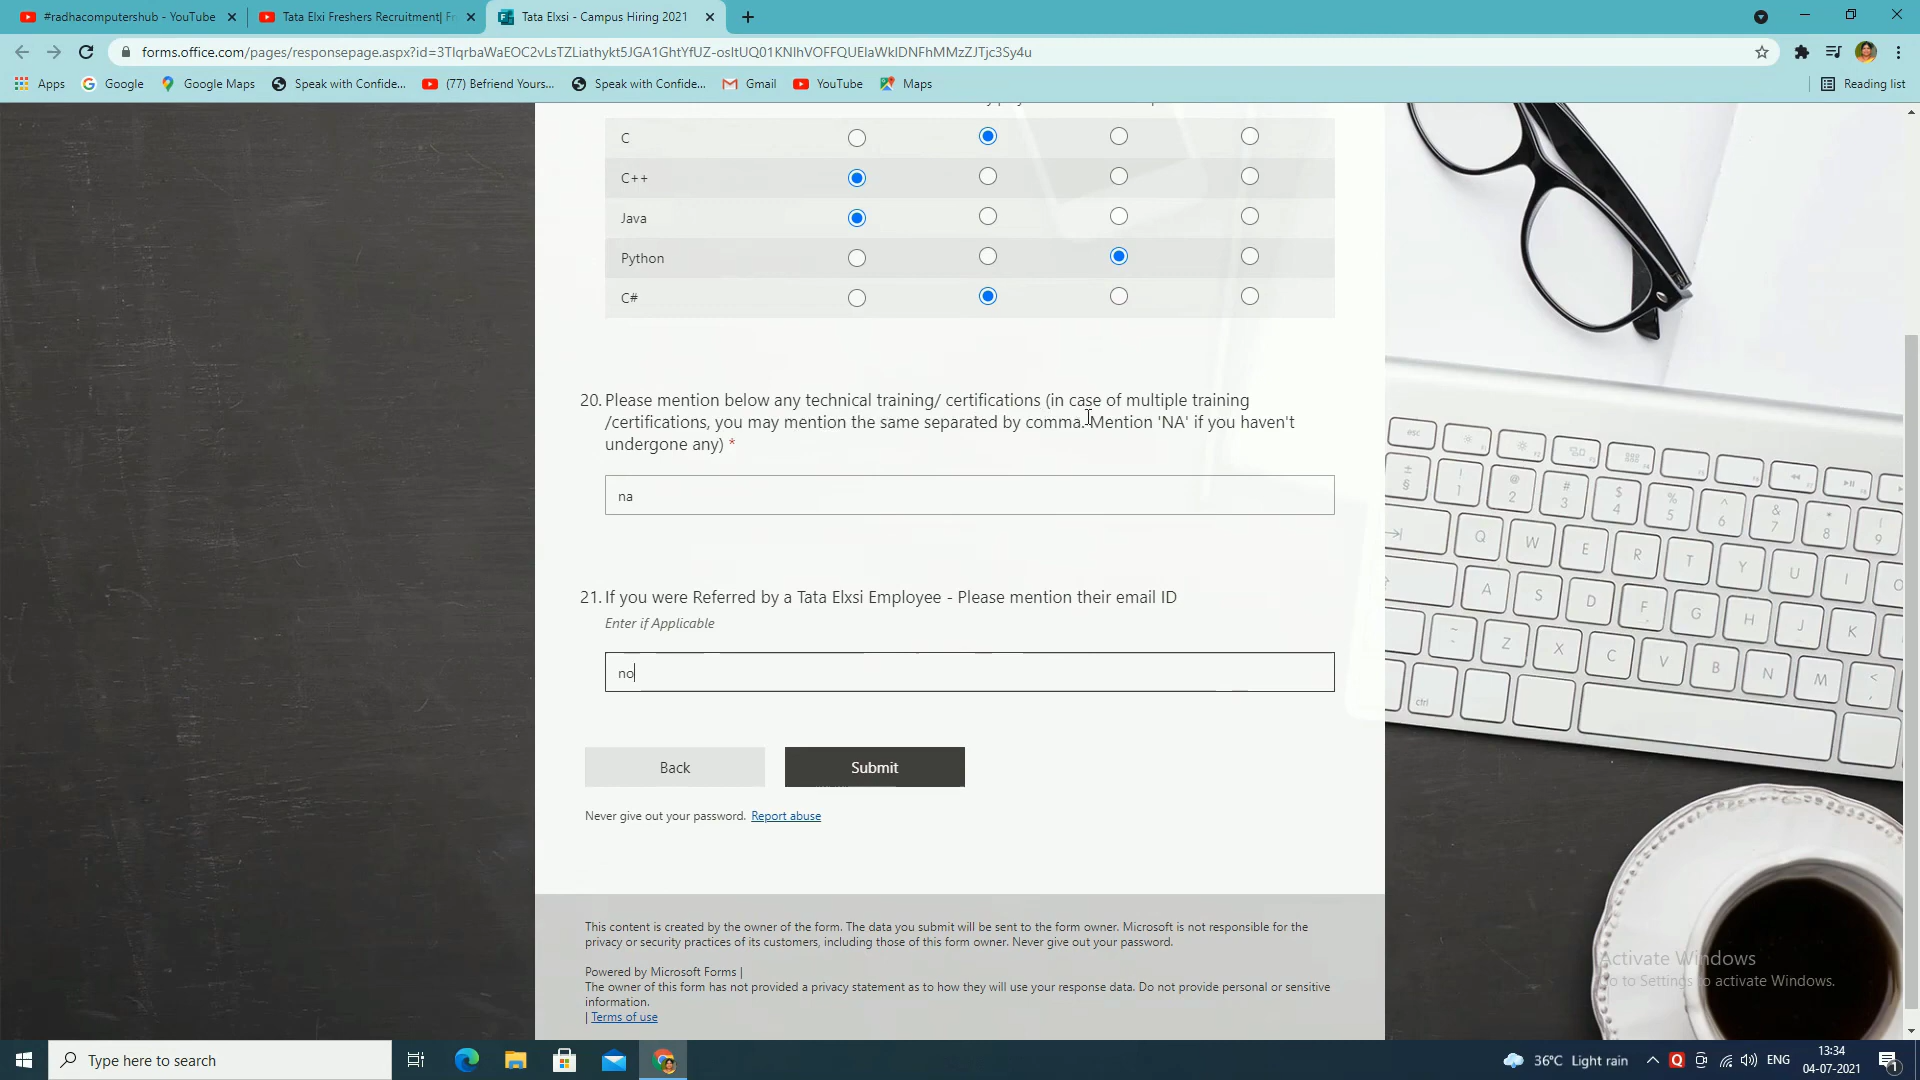 #radhacomputershub - YouTube
Tata Elxi Freshers Recruitment| Fr
Tata Elxsi - Campus Hiring 2021
forms.office.com/pages/responsepage.aspx?id=3TlqrbaWaEOC2vLsTZLiathykt5JGA1GhtYfUZ-osltUQ01KNlhVOFFQUElaWklDNFhMMzZJTjc3Sy4u
Apps
Google
Google Maps
Speak with Confide...
(77) Befriend Yours...
Speak with Confide...
Gmail
YouTube
Maps
Reading list
C
C++
Java
Python
C#
20. Please mention below any technical training/ certifications (in case of multiple training
/certifications, you may mention the same separated by comma. Mention 'NA' if you haven't
undergone any) *
na
21. If you were Referred by a Tata Elxsi Employee - Please mention their email ID
Enter if Applicable
no
Back
Submit
Never give out your password. Report abuse
This content is created by the owner of the form. The data you submit will be sent to the form owner. Microsoft is not responsible for the
privacy or security practices of its customers, including those of this form owner. Never give out your password.
Powered by Microsoft Forms |
The owner of this form has not provided a privacy statement as to how they will use your response data. Do not provide personal or sensitive
information.
| Terms of use
Activate Windows
Go to Settings to activate Windows.
Type here to search
36°C Light rain
ENG
13:34
04-07-2021
1